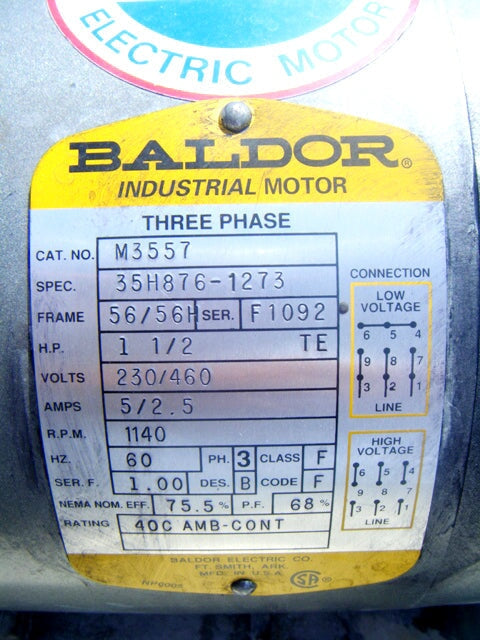 ELECTRIC MOTOR
BALDOR®
INDUSTRIAL MOTOR
THREE PHASE
CAT. NO. M3557
SPEC. 35H876-1273
FRAME 56/56H SER. F1092
H.P. 1 1/2 TE
VOLTS 230/460
AMPS 5/2.5
R.P.M. 1140
HZ. 60 PH. 3 CLASS F
SER. F. 1.00 DES. B CODE F
NEMA NOM. EFF. 75.5 % P.F. 68 %
RATING 40C AMB-CONT
CONNECTION
LOW
VOLTAGE
6 5 4
9 8 7
3 2 1
LINE
HIGH
VOLTAGE
6 5 4
9 8 7
3 2 1
LINE
BALDOR ELECTRIC CO.
FT. SMITH, ARK.
MFD. IN U.S.A.
SA